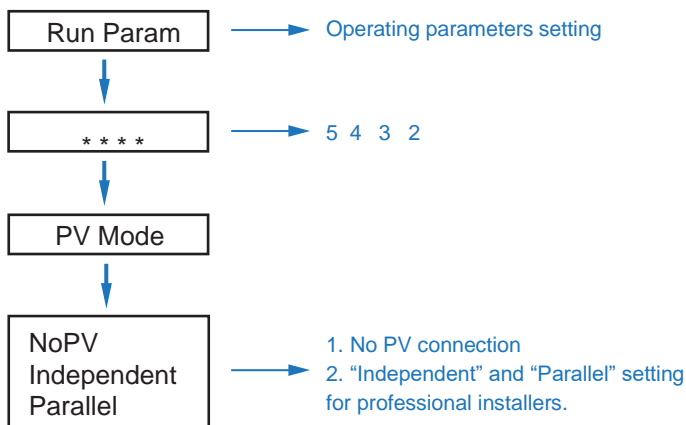 Run Param
Operating parameters setting
* * * *
5 4 3 2
PV Mode
NoPV
Independent
Parallel
1. No PV connection
2. “Independent” and “Parallel” setting
for professional installers.